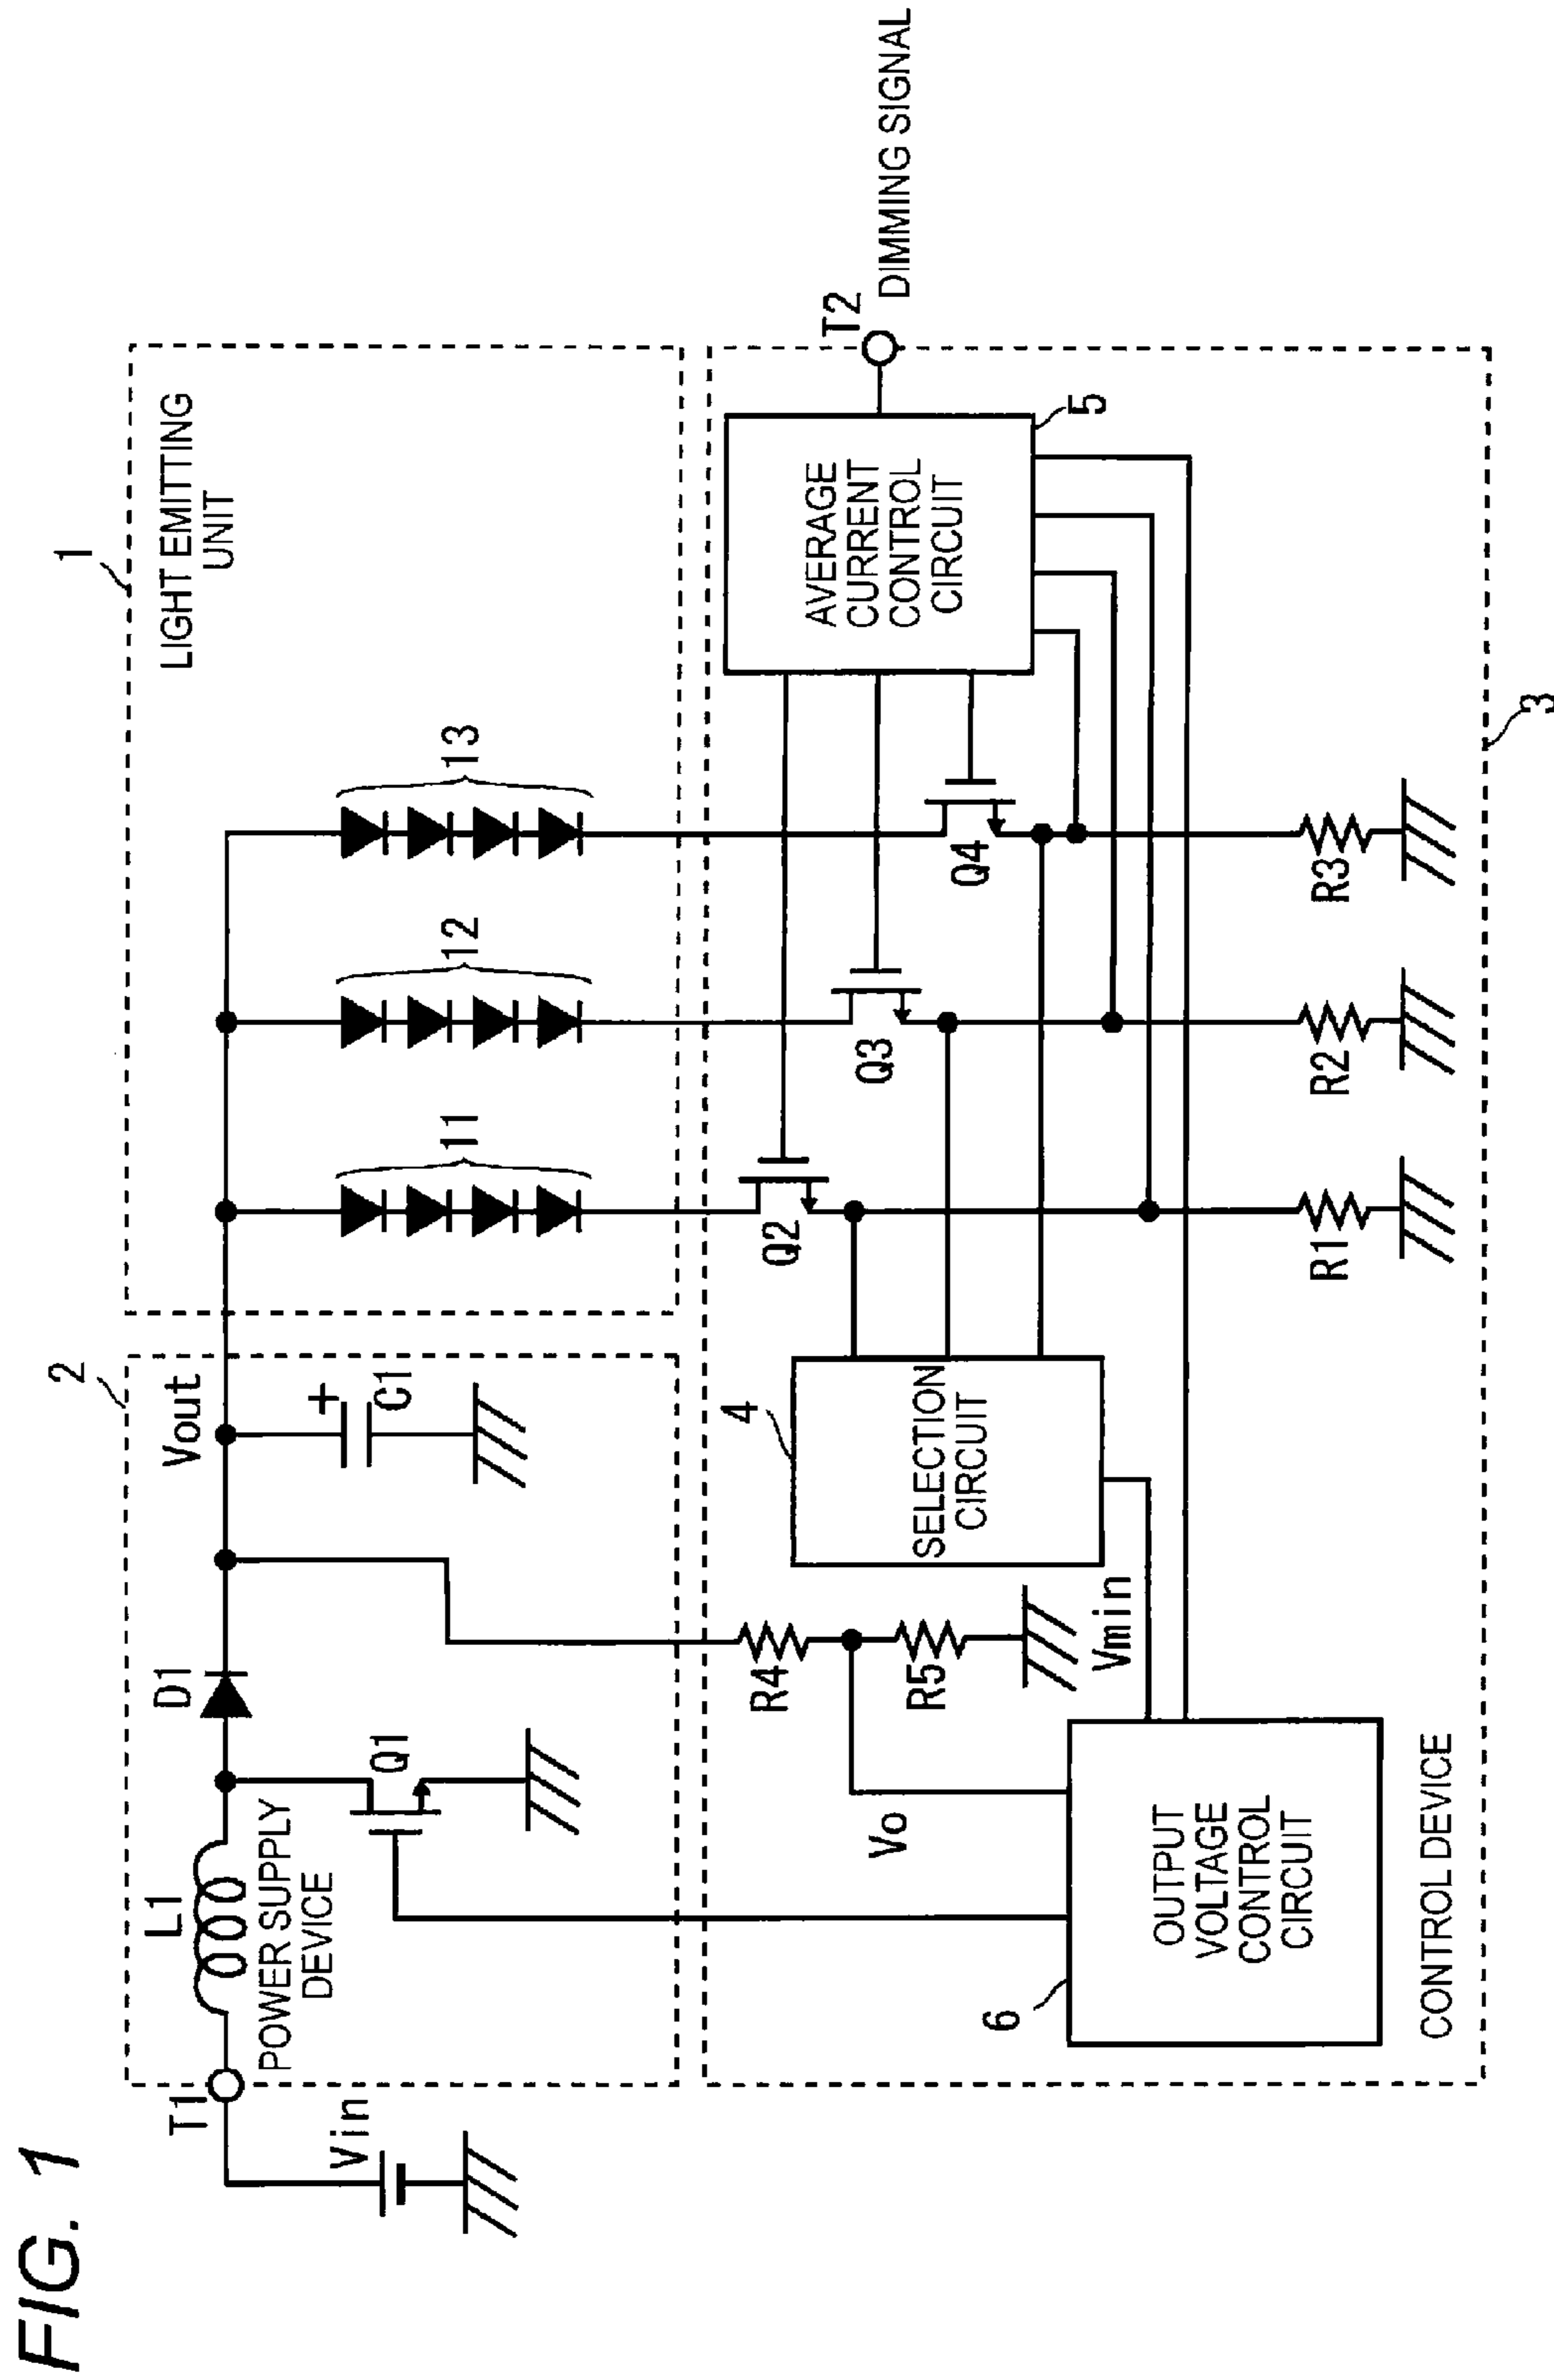 FIG. 1
1
LIGHT EMITTING
UNIT
2
Vout
D1
L1
T1
POWER SUPPLY
DEVICE
Q1
C1
+
Vin
11
12
13
T2
DIMMING SIGNAL
AVERAGE
CURRENT
CONTROL
CIRCUIT
5
Q2
Q3
Q4
4
SELECTION
CIRCUIT
R4
R5
Vmin
Vo
6
OUTPUT
VOLTAGE
CONTROL
CIRCUIT
R1
R2
R3
CONTROL DEVICE
3